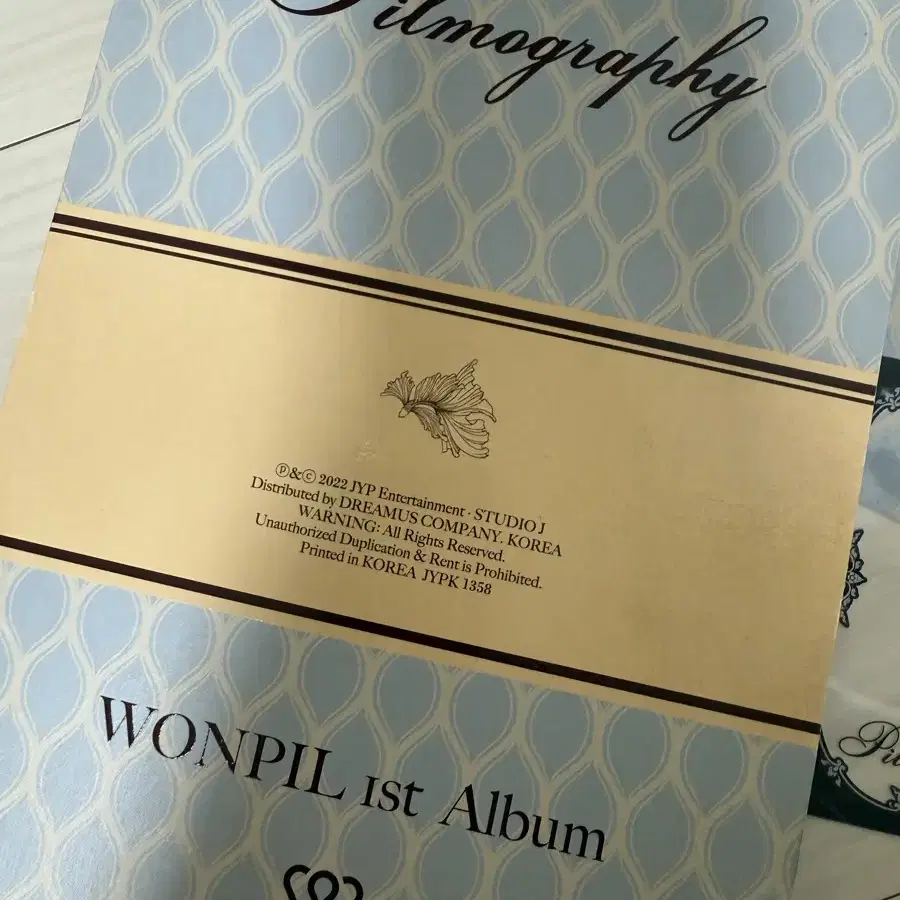 Pilmography
Ⓟ&ⓒ 2022 JYP Entertainment · STUDIO J
Distributed by DREAMUS COMPANY. KOREA
WARNING: All Rights Reserved.
Unauthorized Duplication & Rent is Prohibited.
Printed in KOREA JYPK 1358
WONPIL 1st Album